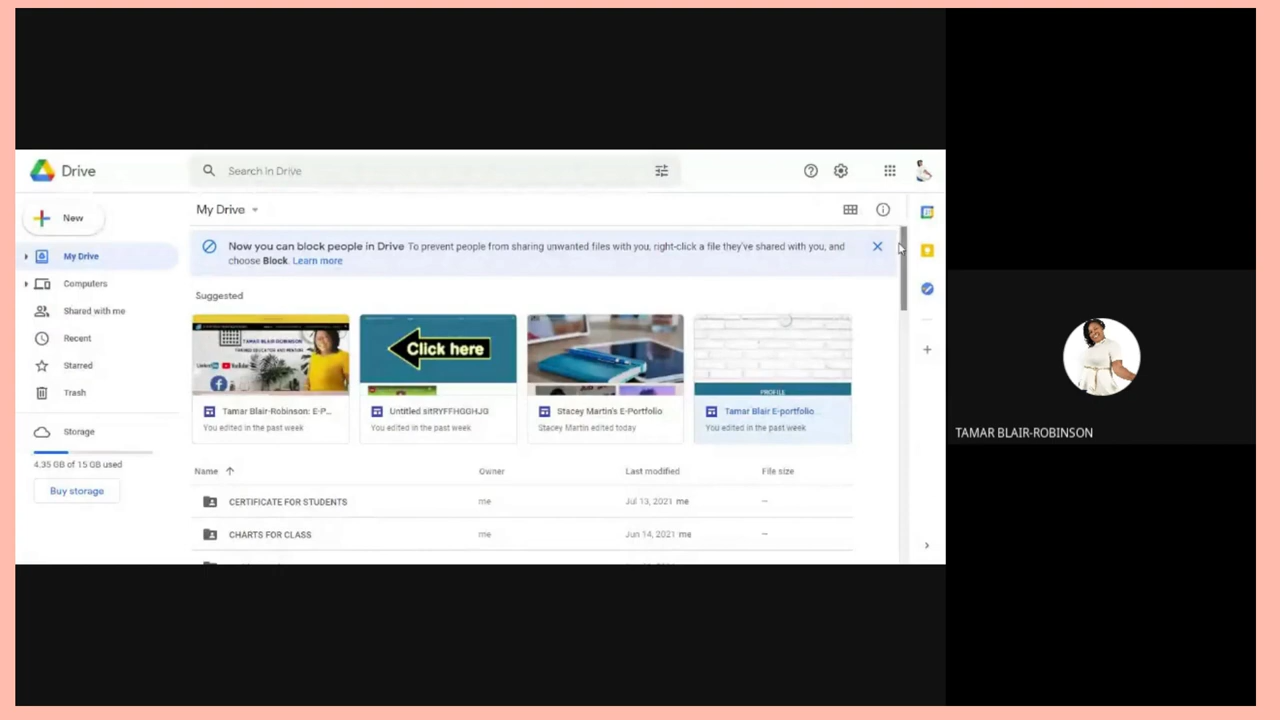 Drive
Search in Drive
New
My Drive
Now you can block people in Drive To prevent people from sharing unwanted files with you, right-click a file they've shared with you, and
choose Block. Learn more
My Drive
Computers
Shared with me
Recent
Starred
Trash
Storage
4.35 GB of 15 GB used
Buy storage
Suggested
TAMAR BLAIR-ROBINSON
YouTube
Click here
PROFILE
Tamar Blair-Robinson: E-P...
Untitled sitRYFFHGGHJG
Stacey Martin's E-Portfolio
Tamar Blair E-portfolio
You edited in the past week
You edited in the past week
Stacey Martin edited today
You edited in the past week
Name Owner Last modified File size
CERTIFICATE FOR STUDENTS me Jul 13, 2021 me –
CHARTS FOR CLASS me Jun 14, 2021 me –
TAMAR BLAIR-ROBINSON